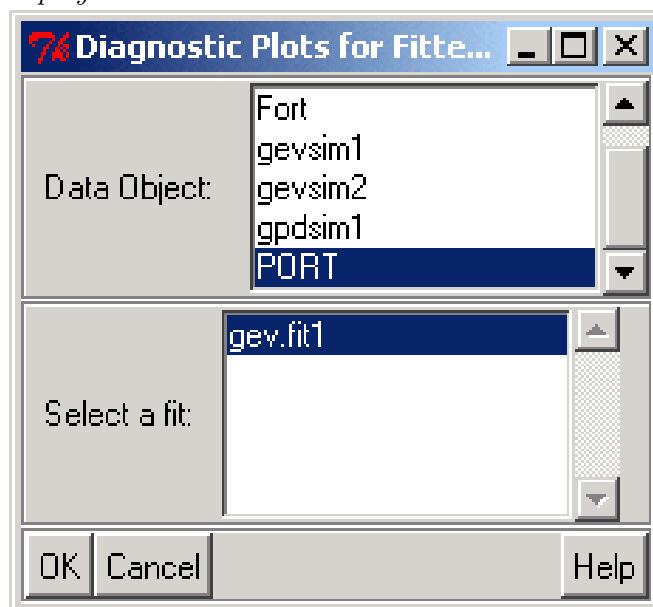 Diagnostic Plots for Fitte...
Data Object:
Fort
gevsim1
gevsim2
gpdsim1
PORT
Select a fit:
gev.fit1
OK Cancel Help